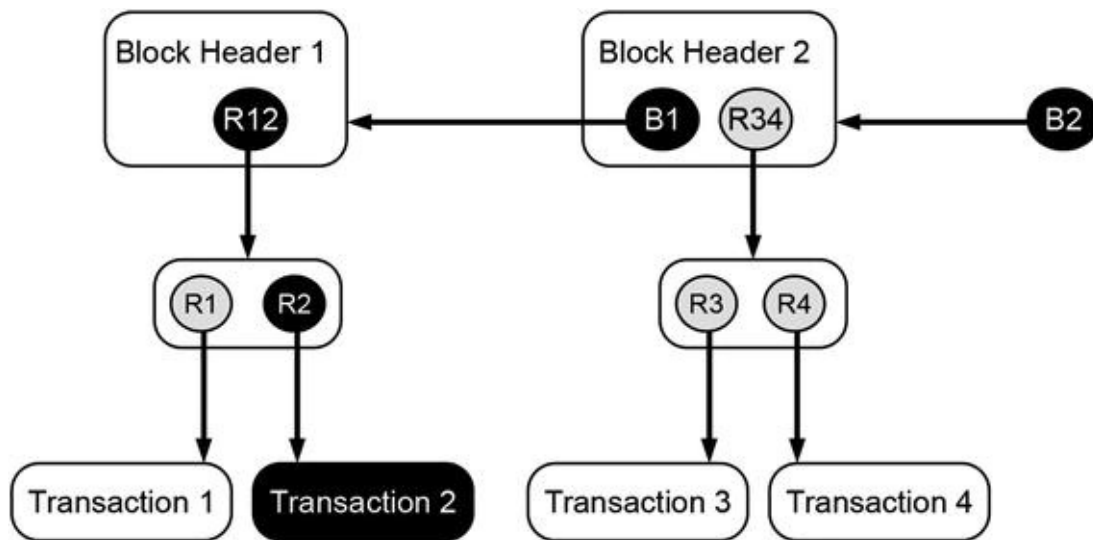 Block Header 1
Block Header 2
R12
B1
R34
B2
R1
R2
R3
R4
Transaction 1
Transaction 2
Transaction 3
Transaction 4